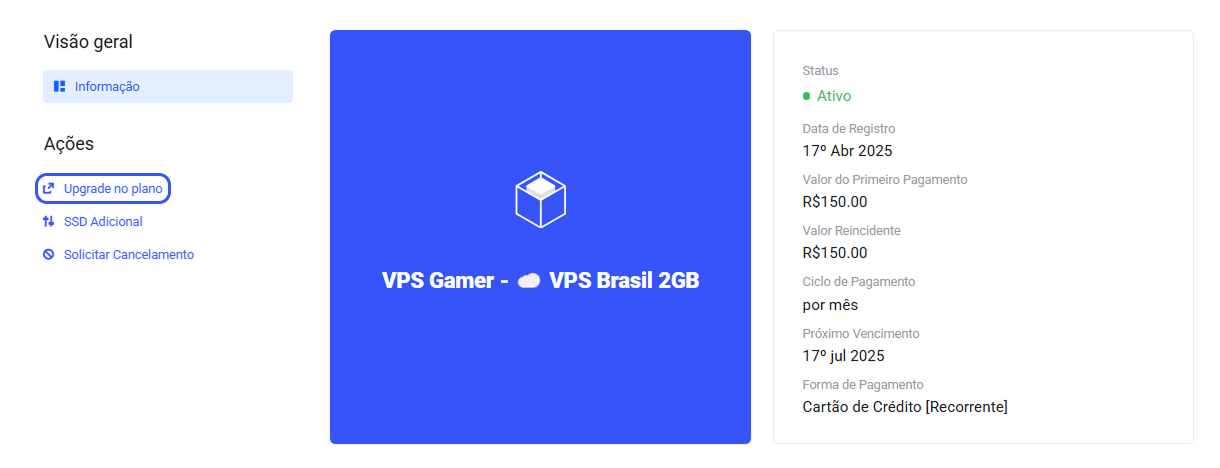 Visão geral
Informação
Ações
Upgrade no plano
SSD Adicional
Solicitar Cancelamento
VPS Gamer - ☁ VPS Brasil 2GB
Status
Ativo
Data de Registro
17º Abr 2025
Valor do Primeiro Pagamento
R$150.00
Valor Reincidente
R$150.00
Ciclo de Pagamento
por mês
Próximo Vencimento
17º jul 2025
Forma de Pagamento
Cartão de Crédito [Recorrente]